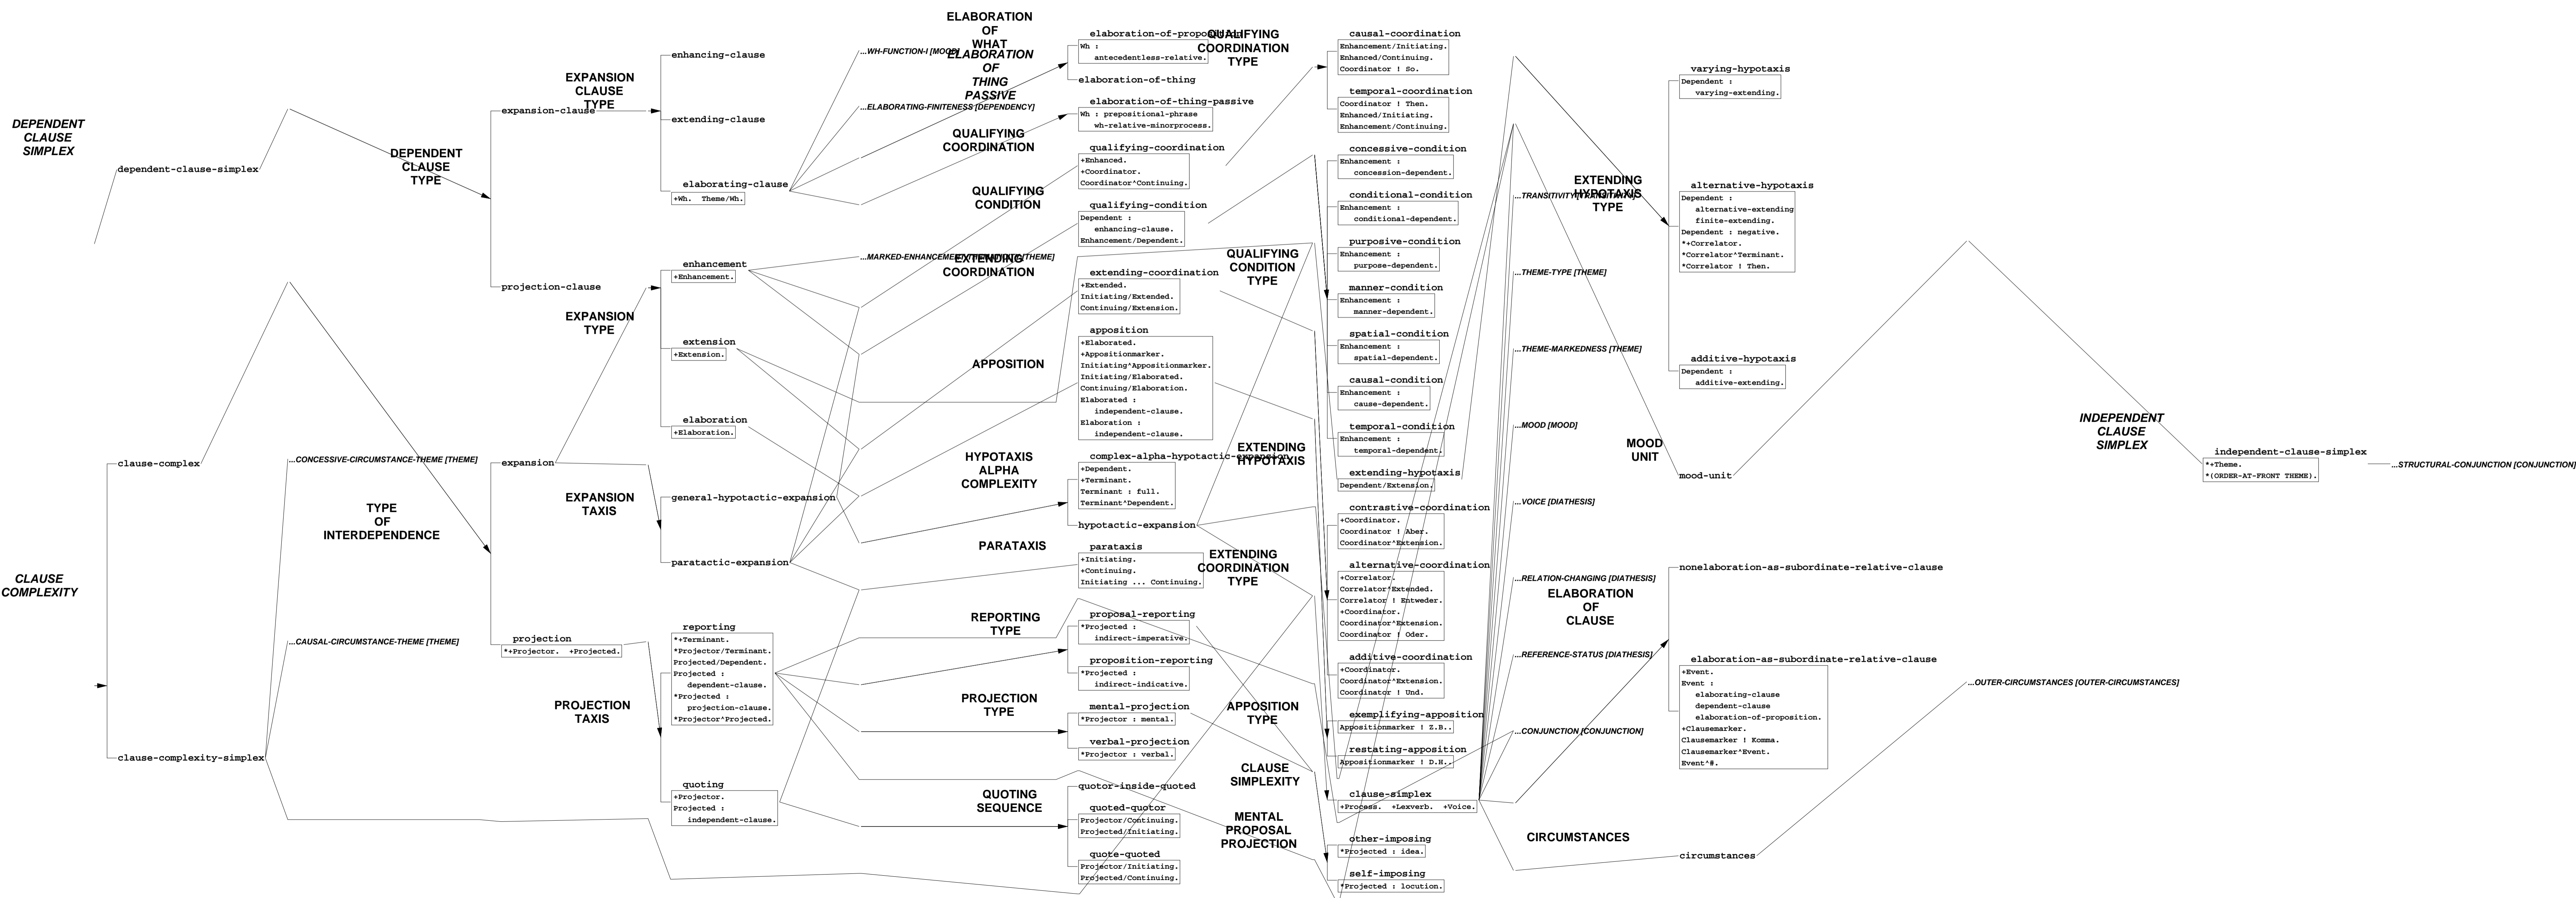 DEPENDENT
CLAUSE
SIMPLEX
dependent-clause-simplex
clause-complex
CLAUSE
COMPLEXITY
clause-complexity-simplex
...CONCESSIVE-CIRCUMSTANCE-THEME [THEME]
TYPE
OF
INTERDEPENDENCE
...CAUSAL-CIRCUMSTANCE-THEME [THEME]
DEPENDENT
CLAUSE
TYPE
expansion-clause
projection-clause
expansion
projection
*+Projector.  +Projected.
EXPANSION
CLAUSE
TYPE
EXPANSION
TYPE
EXPANSION
TAXIS
PROJECTION
TAXIS
enhancing-clause
extending-clause
elaborating-clause
+Wh.  Theme/Wh.
enhancement
+Enhancement.
extension
+Extension.
elaboration
+Elaboration.
general-hypotactic-expansion
paratactic-expansion
reporting
*+Terminant.
*Projector/Terminant.
Projected/Dependent.
Projected :
dependent-clause.
*Projected :
projection-clause.
*Projector^Projected.
quoting
+Projector.
Projected :
independent-clause.
...WH-FUNCTION-I [MOOD]
...ELABORATING-FINITENESS [DEPENDENCY]
ELABORATION
OF
WHAT
ELABORATION
OF
THING
PASSIVE
QUALIFYING
COORDINATION
QUALIFYING
CONDITION
EXTENDING
COORDINATION
APPOSITION
HYPOTAXIS
ALPHA
COMPLEXITY
PARATAXIS
REPORTING
TYPE
PROJECTION
TYPE
QUOTING
SEQUENCE
elaboration-of-proposition
Wh :
antecedentless-relative.
elaboration-of-thing
elaboration-of-thing-passive
Wh : prepositional-phrase
wh-relative-minorprocess.
qualifying-coordination
+Enhanced.
+Coordinator.
Coordinator^Continuing.
qualifying-condition
Dependent :
enhancing-clause.
Enhancement/Dependent.
extending-coordination
+Extended.
Initiating/Extended.
Continuing/Extension.
apposition
+Elaborated.
+Appositionmarker.
Initiating^Appositionmarker.
Initiating/Elaborated.
Continuing/Elaboration.
Elaborated :
independent-clause.
Elaboration :
independent-clause.
complex-alpha-hypotactic-expansion
+Dependent.
+Terminant.
Terminant : full.
Terminant^Dependent.
hypotactic-expansion
parataxis
+Initiating.
+Continuing.
Initiating ... Continuing.
proposal-reporting
*Projected :
indirect-imperative.
proposition-reporting
*Projected :
indirect-indicative.
mental-projection
*Projector : mental.
verbal-projection
*Projector : verbal.
quotor-inside-quoted
quoted-quotor
Projector/Continuing.
Projected/Initiating.
quote-quoted
Projector/Initiating.
Projected/Continuing.
QUALIFYING
COORDINATION
TYPE
QUALIFYING
CONDITION
TYPE
EXTENDING
HYPOTAXIS
EXTENDING
COORDINATION
TYPE
APPOSITION
TYPE
CLAUSE
SIMPLEXITY
MENTAL
PROPOSAL
PROJECTION
causal-coordination
Enhancement/Initiating.
Enhanced/Continuing.
Coordinator ! So.
temporal-coordination
Coordinator ! Then.
Enhanced/Initiating.
Enhancement/Continuing.
concessive-condition
Enhancement :
concession-dependent.
conditional-condition
Enhancement :
conditional-dependent.
purposive-condition
Enhancement :
purpose-dependent.
manner-condition
Enhancement :
manner-dependent.
spatial-condition
Enhancement :
spatial-dependent.
causal-condition
Enhancement :
cause-dependent.
temporal-condition
Enhancement :
temporal-dependent.
extending-hypotaxis
Dependent/Extension.
contrastive-coordination
+Coordinator.
Coordinator ! Aber.
Coordinator^Extension.
alternative-coordination
+Correlator.
Correlator^Extended.
Correlator ! Entweder.
+Coordinator.
Coordinator^Extension.
Coordinator ! Oder.
additive-coordination
+Coordinator.
Coordinator^Extension.
Coordinator ! Und.
exemplifying-apposition
Appositionmarker ! Z.B..
restating-apposition
Appositionmarker ! D.H..
clause-simplex
+Process.  +Lexverb.  +Voice.
other-imposing
*Projected : idea.
self-imposing
*Projected : locution.
...THEME-TYPE [THEME]
...THEME-MARKEDNESS [THEME]
...MOOD [MOOD]
...VOICE [DIATHESIS]
...RELATION-CHANGING [DIATHESIS]
...REFERENCE-STATUS [DIATHESIS]
...CONJUNCTION [CONJUNCTION]
EXTENDING
HYPOTAXIS
TYPE
MOOD
UNIT
ELABORATION
OF
CLAUSE
CIRCUMSTANCES
varying-hypotaxis
Dependent :
varying-extending.
alternative-hypotaxis
Dependent :
alternative-extending
finite-extending.
Dependent : negative.
*+Correlator.
*Correlator^Terminant.
*Correlator ! Then.
additive-hypotaxis
Dependent :
additive-extending.
mood-unit
nonelaboration-as-subordinate-relative-clause
elaboration-as-subordinate-relative-clause
+Event.
Event :
elaborating-clause
dependent-clause
elaboration-of-proposition.
+Clausemarker.
Clausemarker ! Komma.
Clausemarker^Event.
Event^#.
circumstances
...OUTER-CIRCUMSTANCES [OUTER-CIRCUMSTANCES]
INDEPENDENT
CLAUSE
SIMPLEX
independent-clause-simplex
*+Theme.
*(ORDER-AT-FRONT THEME).
...STRUCTURAL-CONJUNCTION [CONJUNCTION]